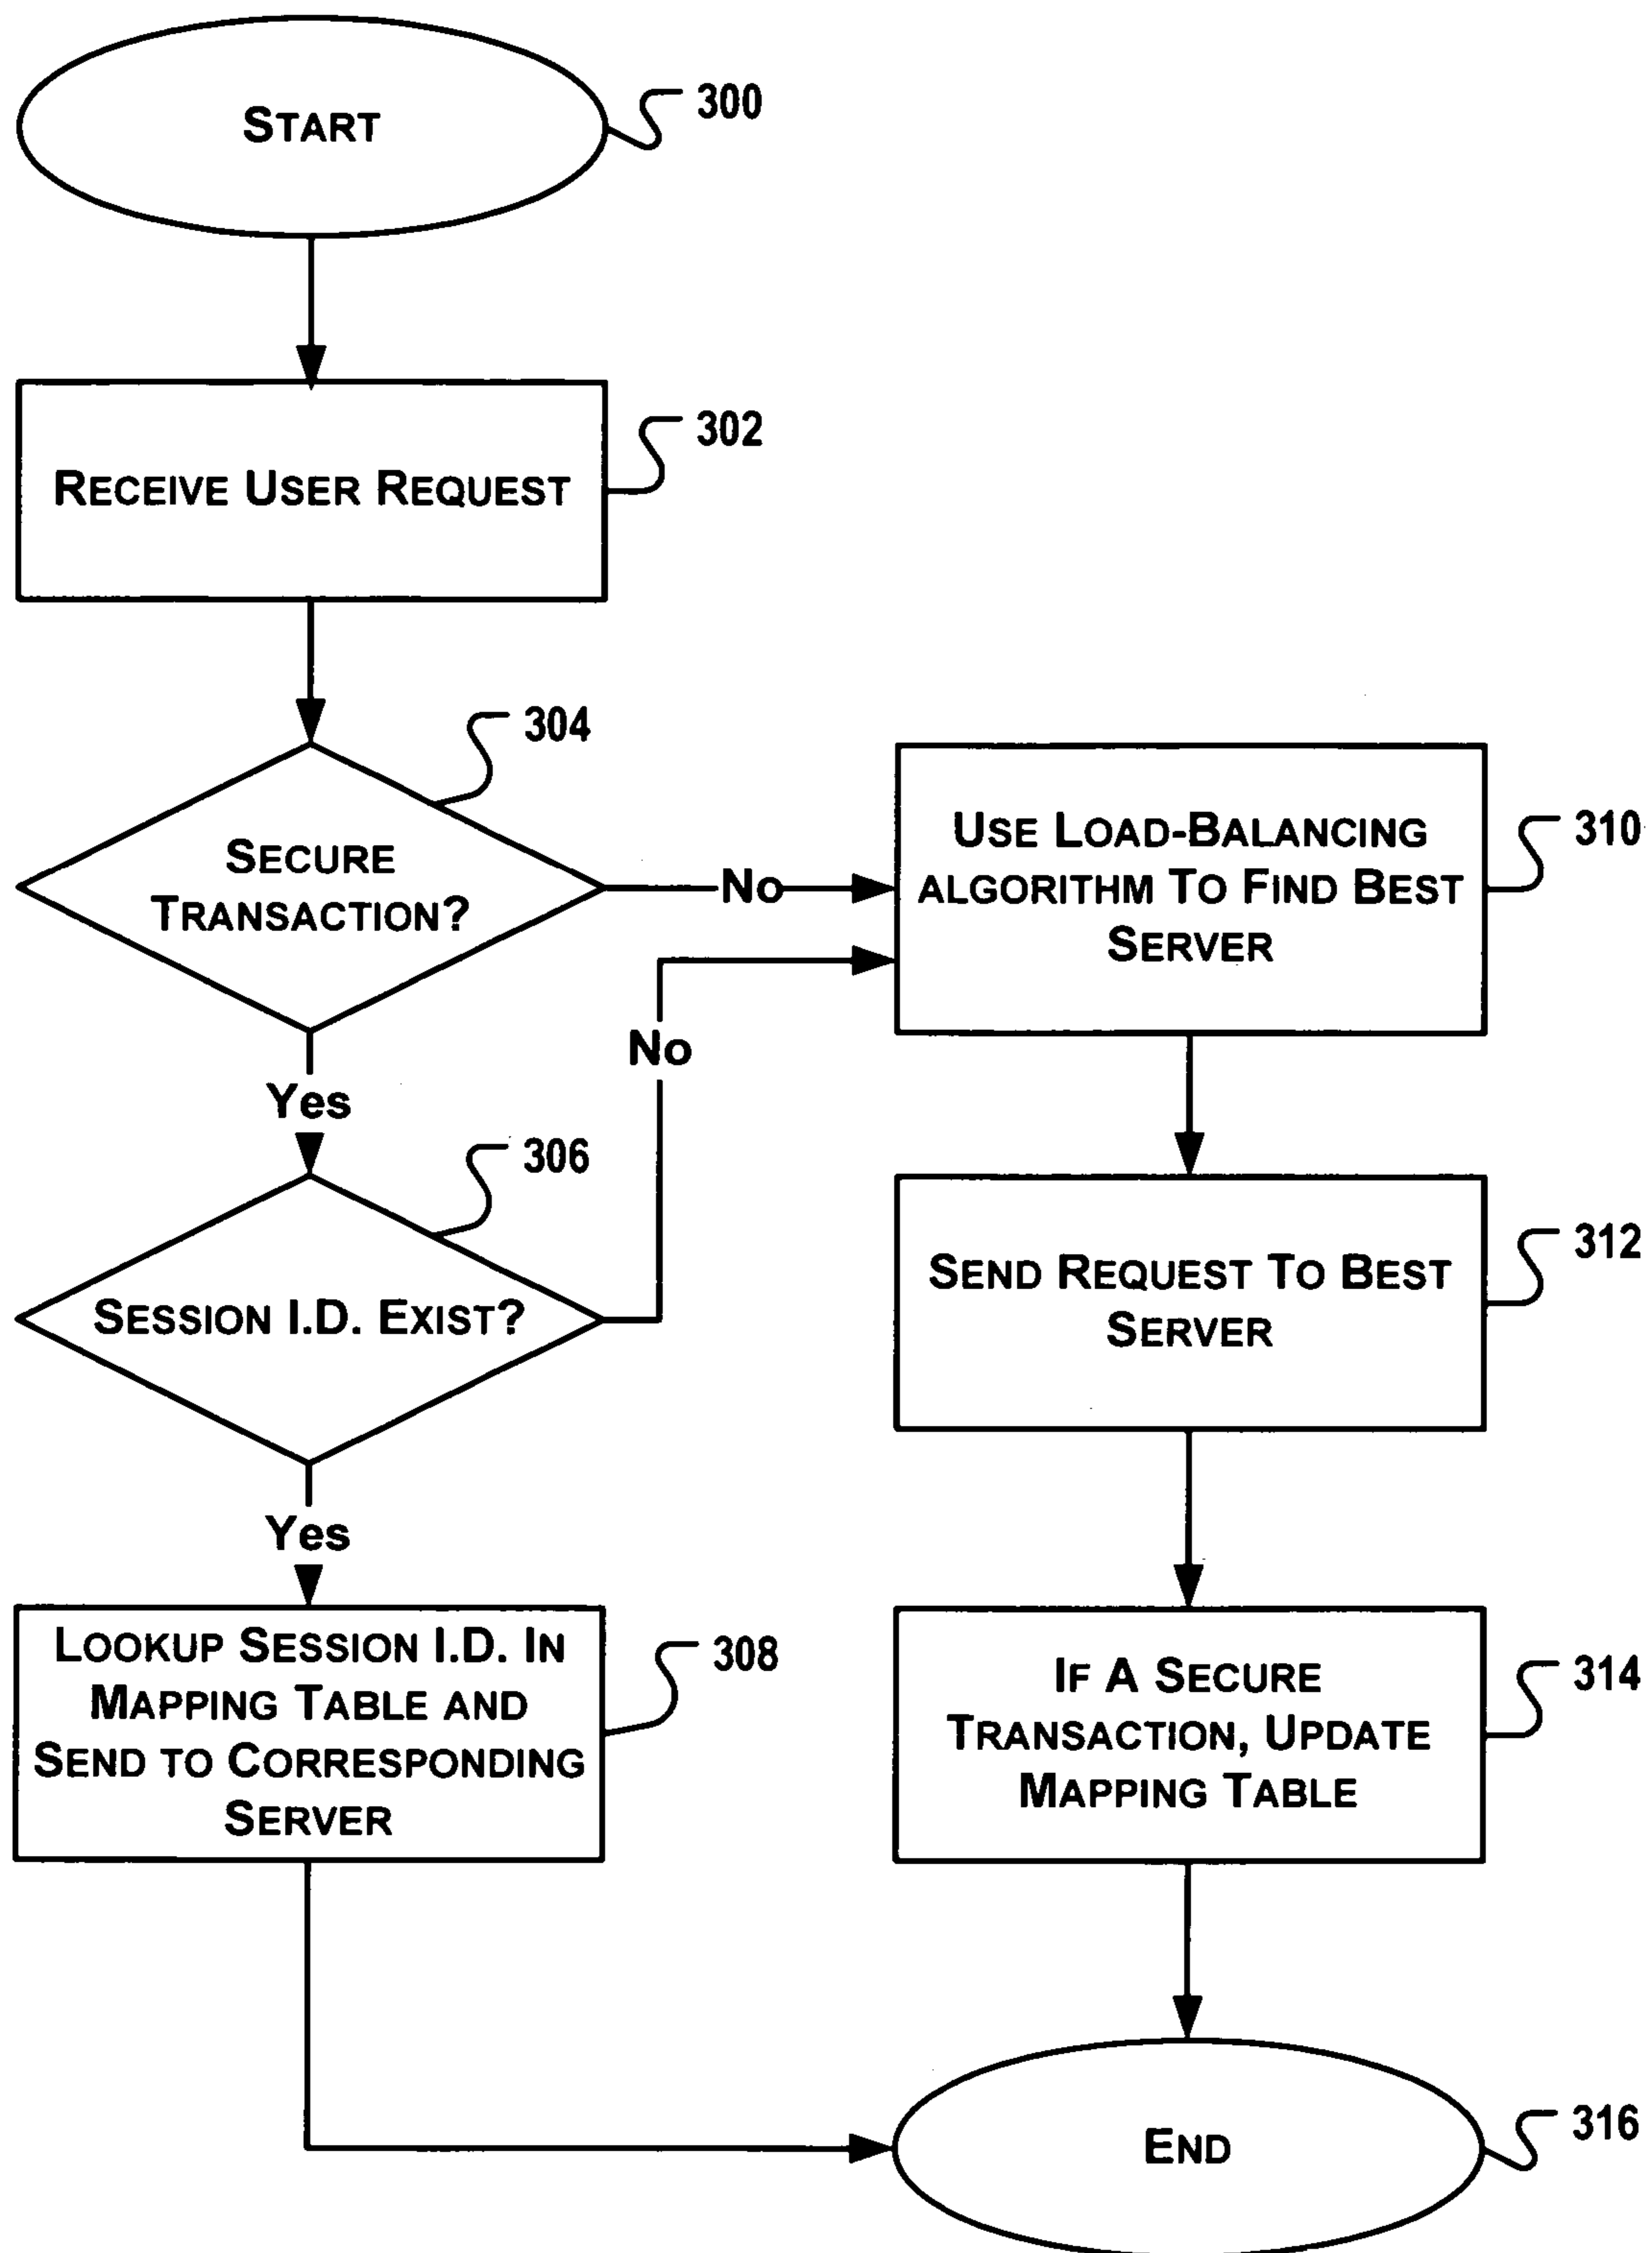 START
300
RECEIVE USER REQUEST
302
304
SECURE
TRANSACTION?
No
Yes
USE LOAD-BALANCING
ALGORITHM TO FIND BEST
SERVER
310
No
306
SESSION I.D. EXIST?
Yes
SEND REQUEST TO BEST
SERVER
312
LOOKUP SESSION I.D. IN
MAPPING TABLE AND
SEND TO CORRESPONDING
SERVER
308
IF A SECURE
TRANSACTION, UPDATE
MAPPING TABLE
314
END
316